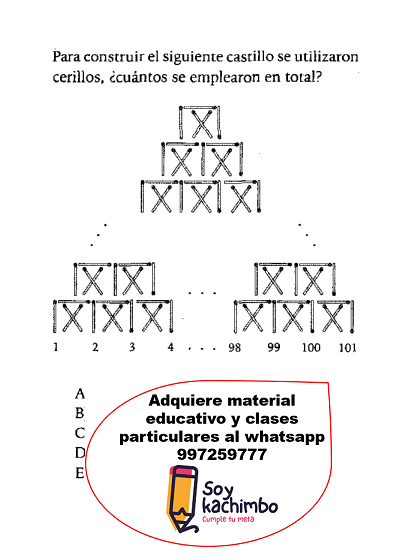 Para construir el siguiente castillo se utilizaron
cerillos, ¿cuántos se emplearon en total?
1 2 3 4 . . . 98 99 100 101
A
B
C
D
E
Adquiere material
educativo y clases
particulares al whatsapp
997259777
Soy
kachimbo
Cumple tu meta